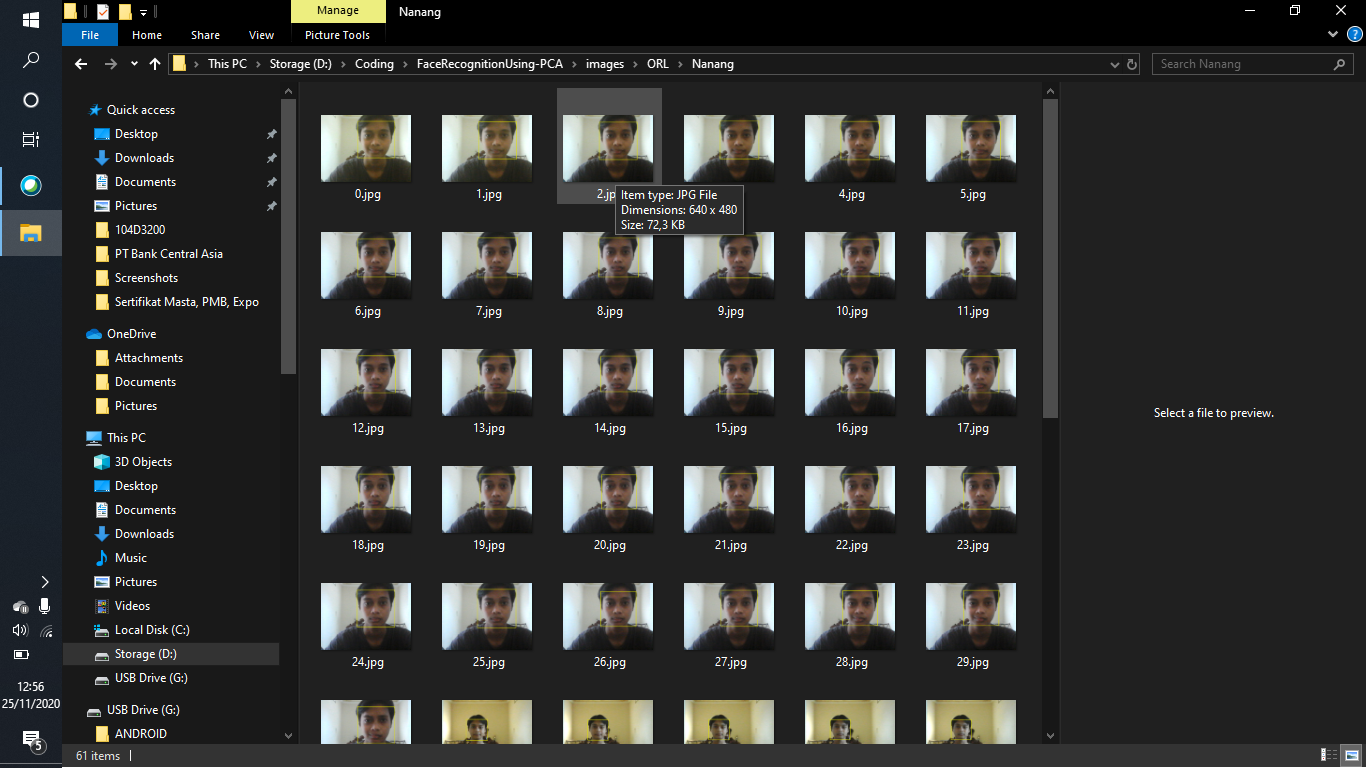 Manage
Nanang
File
Home
Share
View
Picture Tools
This PC
Storage (D:)
Coding
FaceRecognitionUsing-PCA
images
ORL
Nanang
Search Nanang
Quick access
Desktop
Downloads
Documents
Pictures
104D3200
PT Bank Central Asia
Screenshots
Sertifikat Masta, PMB, Expo
OneDrive
Attachments
Documents
Pictures
This PC
3D Objects
Desktop
Documents
Downloads
Music
Pictures
Videos
Local Disk (C:)
Storage (D:)
USB Drive (G:)
USB Drive (G:)
ANDROID
0.jpg
1.jpg
4.jpg
5.jpg
Item type: JPG File
Dimensions: 640 x 480
Size: 72,3 KB
6.jpg
7.jpg
8.jpg
9.jpg
10.jpg
11.jpg
12.jpg
13.jpg
14.jpg
15.jpg
16.jpg
17.jpg
18.jpg
19.jpg
20.jpg
21.jpg
22.jpg
23.jpg
24.jpg
25.jpg
26.jpg
27.jpg
28.jpg
29.jpg
Select a file to preview.
12:56
25/11/2020
5
61 items